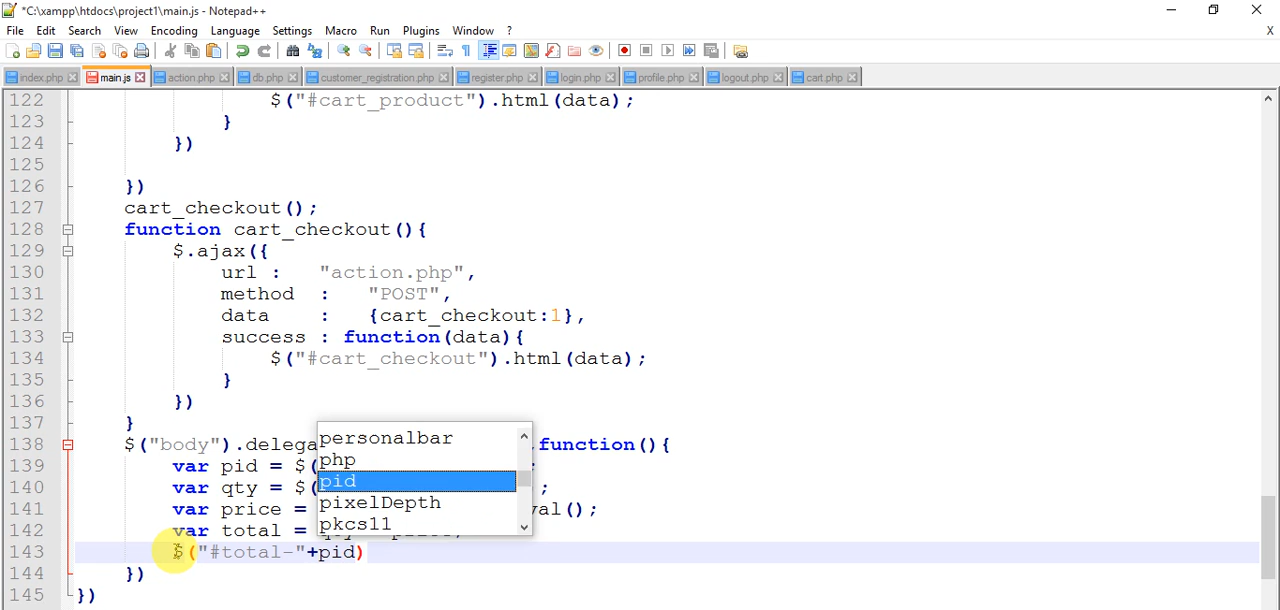 *C:\xampp\htdocs\project1\main.js - Notepad++
File Edit Search View Encoding Language Settings Macro Run Plugins Window ? X
index.php main.js action.php db.php customer_registration.php register.php login.php profile.php logout.php cart.php
122 $("#cart_product").html(data);
123 }
124 })
125
126 })
127 cart_checkout();
128 function cart_checkout(){
129 $.ajax({
130 url : "action.php",
131 method : "POST",
132 data : {cart_checkout:1},
133 success : function(data){
134 $("#cart_checkout").html(data);
135 }
136 })
137 }
138 $("body").delega function(){
139 var pid = $( ;
140 var qty = $( ;
141 var price = val();
142 var total =
143 $("#total-"+pid)
144 })
145 })
personalbar
php
pid
pixelDepth
pkcs11